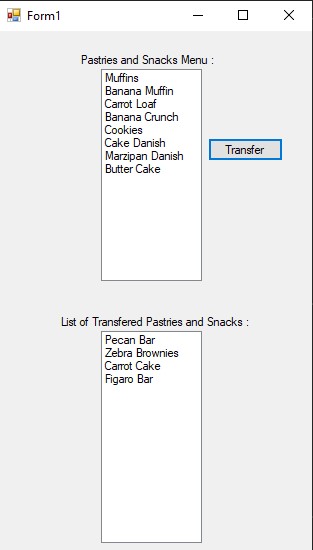 Form1
Pastries and Snacks Menu :
Muffins
Banana Muffin
Carrot Loaf
Banana Crunch
Cookies
Cake Danish
Marzipan Danish
Butter Cake
Transfer
List of Transfered Pastries and Snacks :
Pecan Bar
Zebra Brownies
Carrot Cake
Figaro Bar